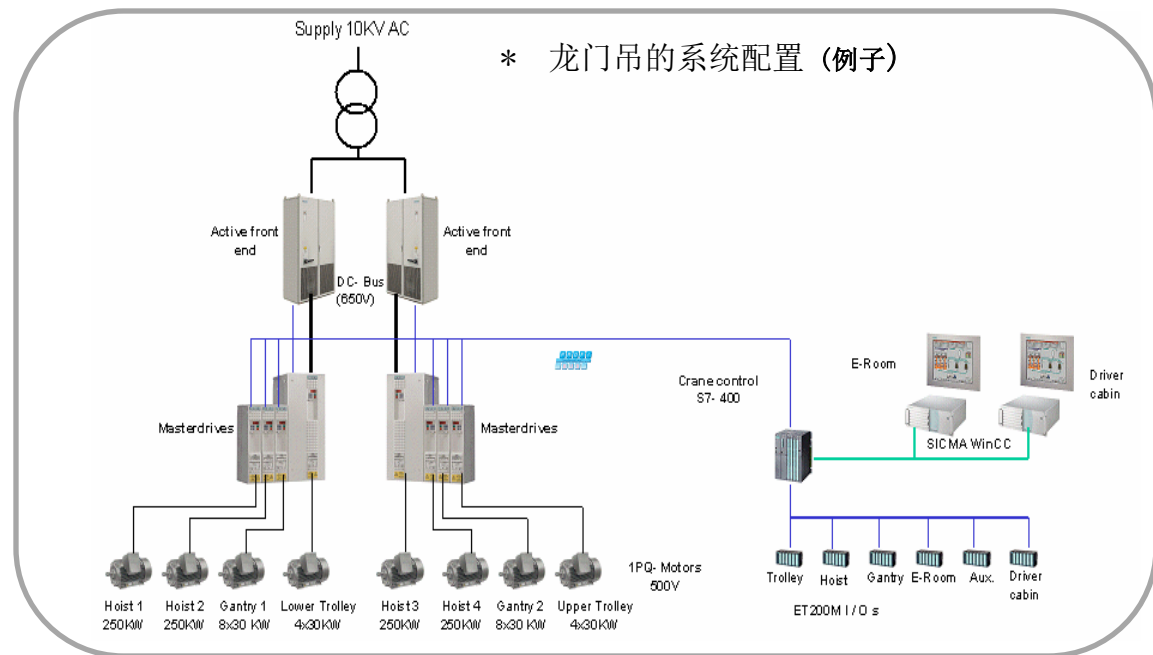 Supply 10KV AC
* 龙门吊的系统配置 (例子)
Active front
end
Active front
end
DC- Bus
(650V)
E-Room
Driver
cabin
Crane control
S7- 400
SICMA WinCC
Masterdrives
Masterdrives
1PQ- Motors
500V
Hoist 1
250KW
Hoist 2
250KW
Gantry 1
8x30 KW
Lower Trolley
4x30KW
Hoist 3
250KW
Hoist 4
250KW
Gantry 2
8x30 KW
Upper Trolley
4x30KW
Trolley
Hoist
Gantry
E-Room
Aux.
Driver
cabin
ET200M I / O s